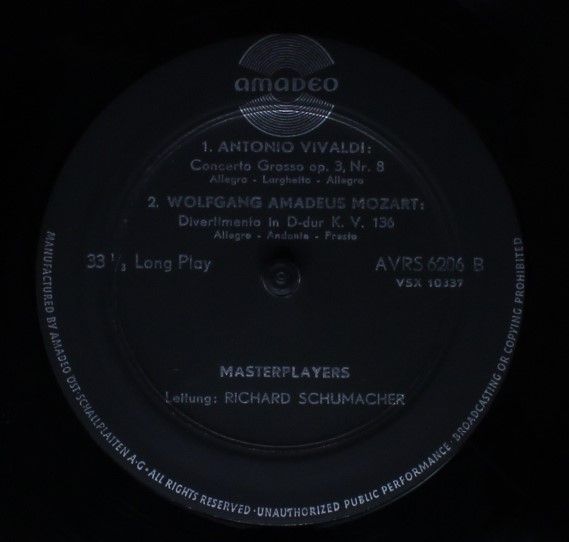 AMADEO
1. ANTONIO VIVALDI:
Concerto Grosso op. 3, Nr. 8
Allegro - Larghetto - Allegro
2. WOLFGANG AMADEUS MOZART:
Divertimento in D-dur K. V. 136
Allegro - Andante - Presto
33 1/3 Long Play
AVRS 6206 B
VSX 10337
MASTERPLAYERS
Leitung: RICHARD SCHUMACHER
MANUFACTURED BY AMADEO ÖST. SCHALLPLATTEN A·G · ALL RIGHTS RESERVED · UNAUTHORIZED PUBLIC PERFORMANCE · BROADCASTING OR COPYING PROHIBITED